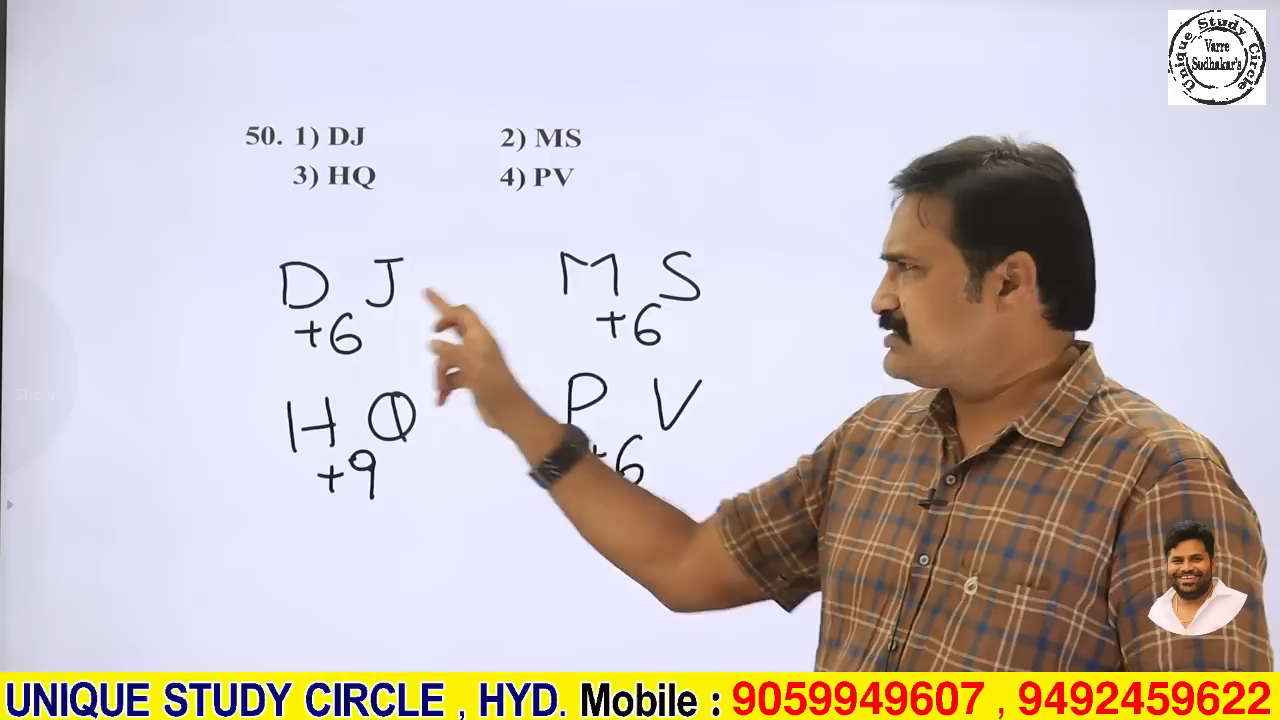 Unique Study Circle
Varre
Sudhakar's
50. 1) DJ 2) MS
3) HQ 4) PV
D J M S
+6 +6
H Q P V
+9 +6
UNIQUE STUDY CIRCLE , HYD. Mobile : 9059949607 , 9492459622